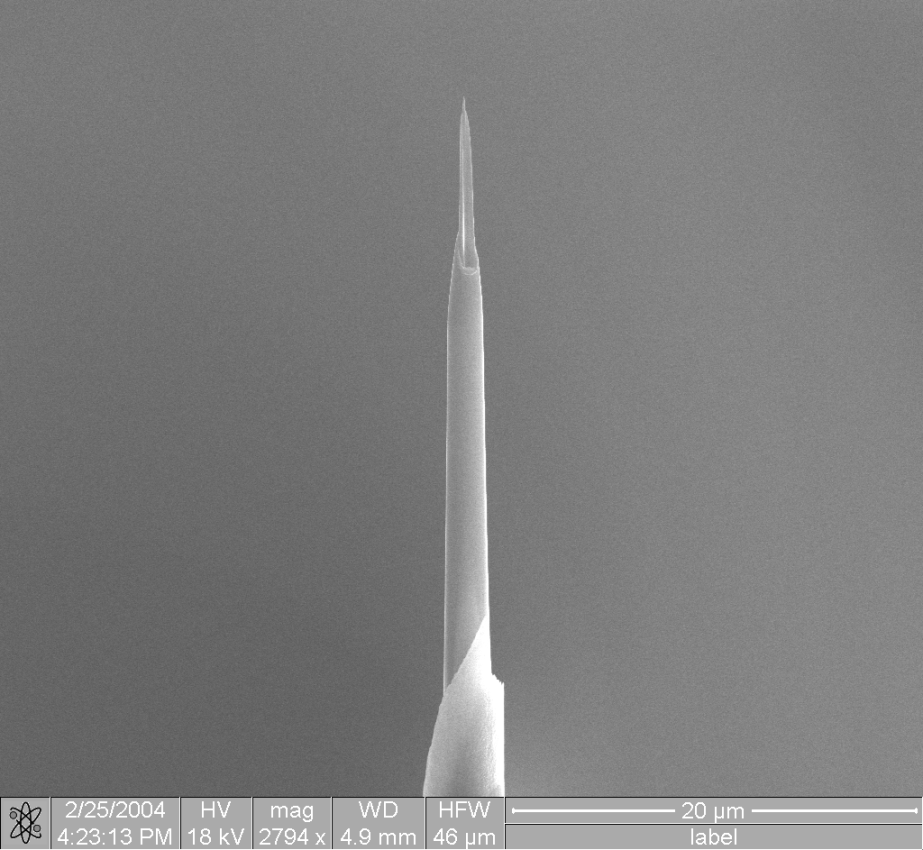 2/25/2004 HV mag WD HFW 20 µm
4:23:13 PM 18 kV 2794 x 4.9 mm 46 µm label